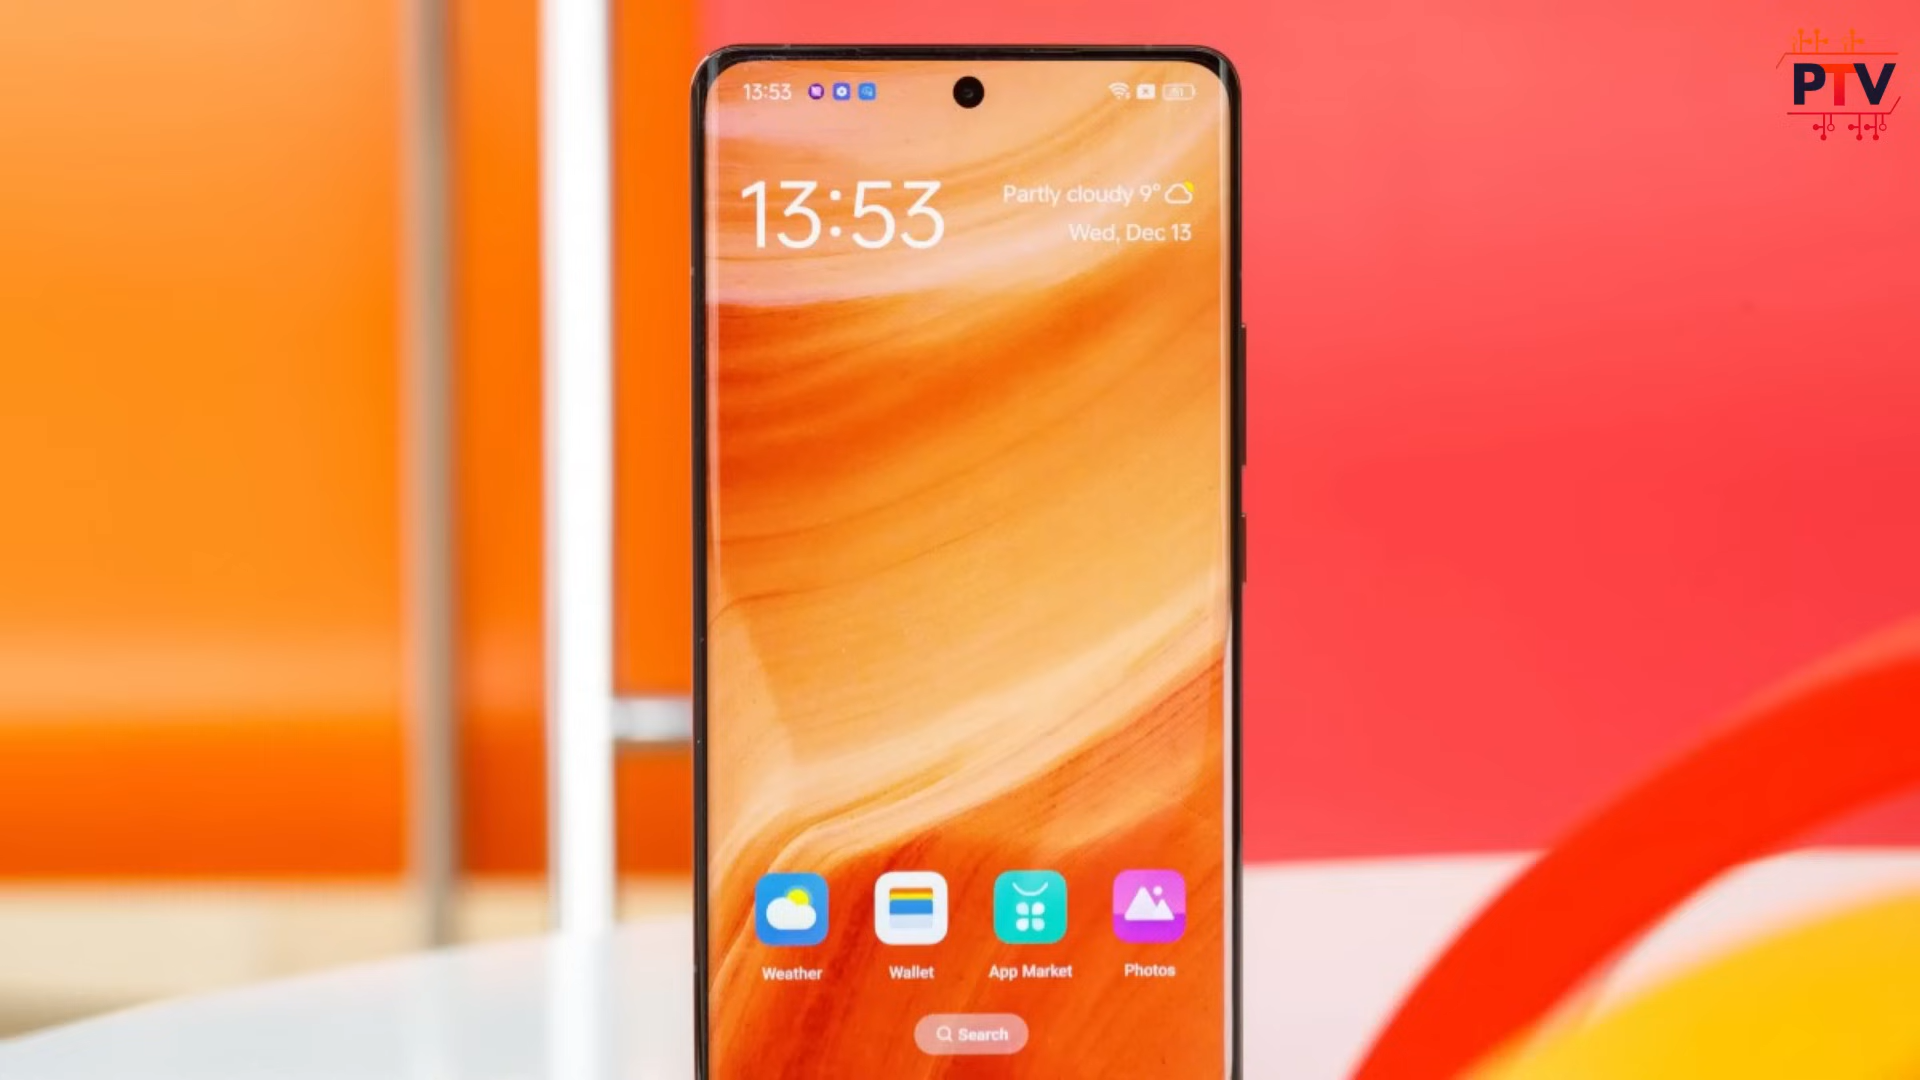 PTV
13:53
13:53
Partly cloudy 9°
Wed, Dec 13
Weather
Wallet
App Market
Photos
Search